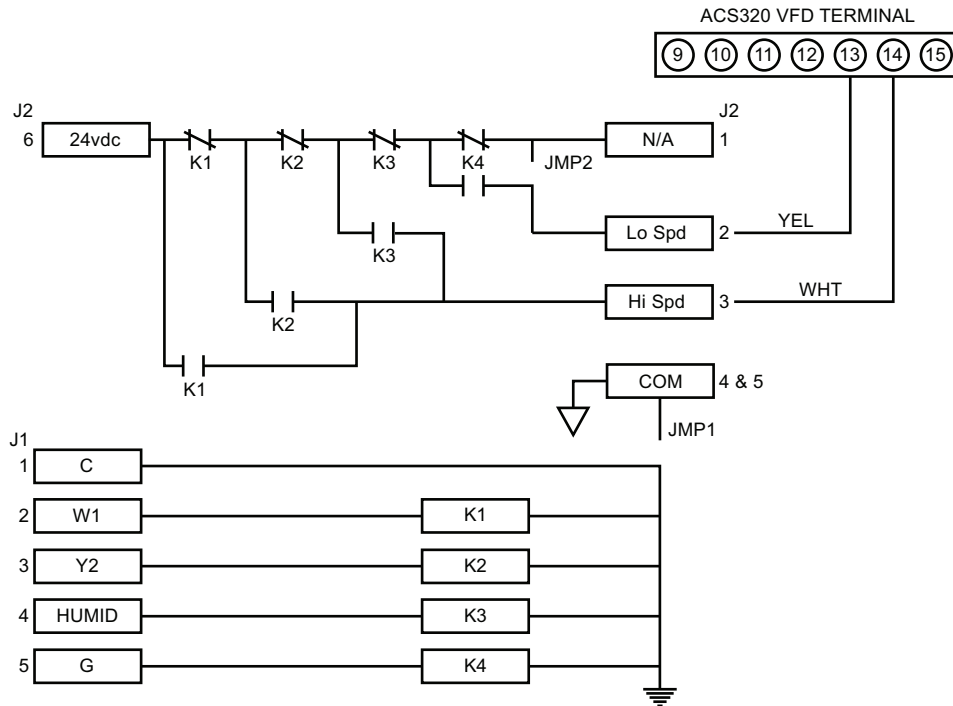 ACS320 VFD TERMINAL
9 10 11 12 13 14 15
J2 J2
6 24vdc K1 K2 K3 K4 JMP2 N/A 1
Lo Spd 2 YEL
K3
Hi Spd 3 WHT
K2
K1
COM 4 & 5
JMP1
J1
1 C
2 W1 K1
3 Y2 K2
4 HUMID K3
5 G K4